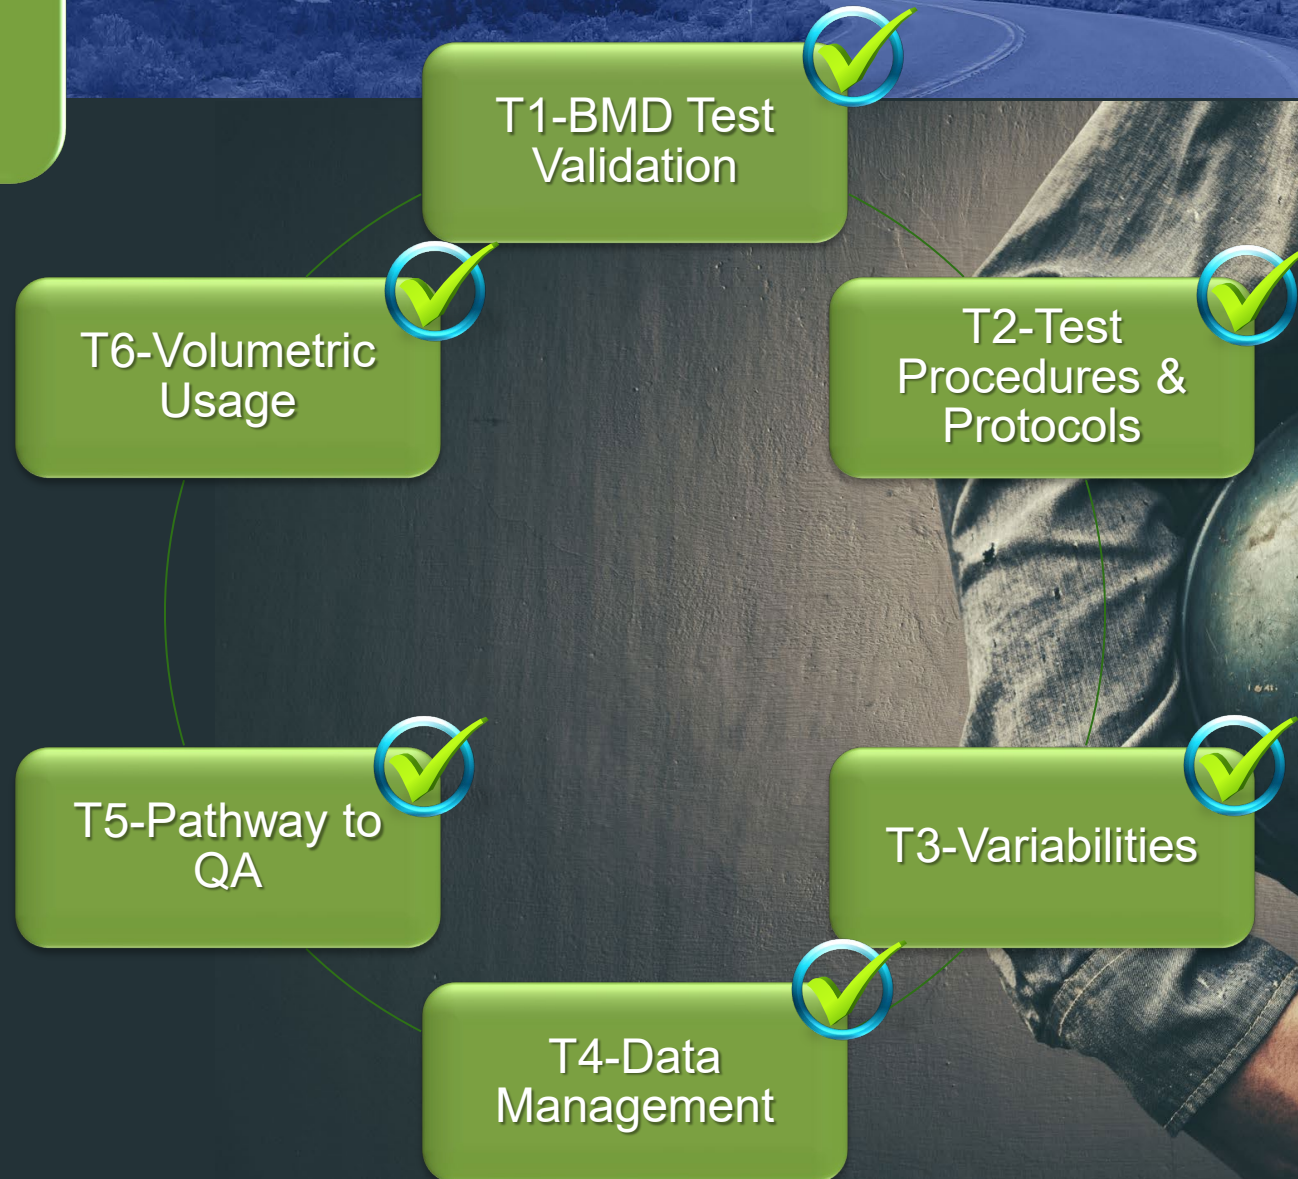 T1-BMD Test
Validation
T2-Test
Procedures &
Protocols
T3-Variabilities
T4-Data
Management
T5-Pathway to
QA
T6-Volumetric
Usage